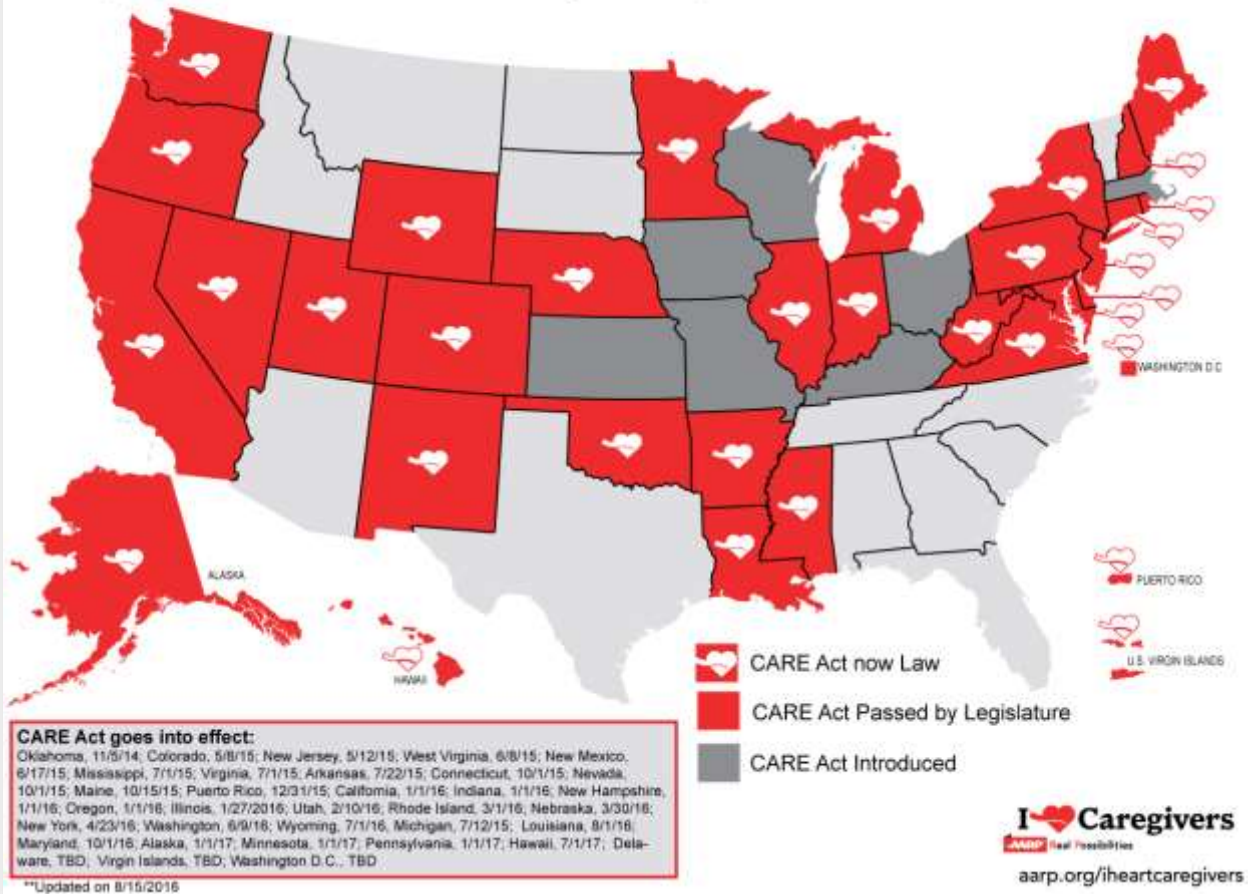 WASHINGTON D.C
ALASKA
HAWAII
PUERTO RICO
U.S. VIRGIN ISLANDS
CARE Act now Law
CARE Act Passed by Legislature
CARE Act Introduced
CARE Act goes into effect:
Oklahoma, 11/5/14; Colorado, 5/8/15; New Jersey, 5/12/15; West Virginia, 6/8/15; New Mexico,
6/17/15; Mississippi, 7/1/15; Virginia, 7/1/15; Arkansas, 7/22/15; Connecticut, 10/1/15; Nevada,
10/1/15; Maine, 10/15/15; Puerto Rico, 12/31/15; California, 1/1/16; Indiana, 1/1/16; New Hampshire,
1/1/16; Oregon, 1/1/16; Illinois, 1/27/2016; Utah, 2/10/16; Rhode Island, 3/1/16; Nebraska, 3/30/16;
New York, 4/23/16; Washington, 6/9/16; Wyoming, 7/1/16, Michigan, 7/12/15; Louisiana, 8/1/16;
Maryland, 10/1/16; Alaska, 1/1/17; Minnesota, 1/1/17; Pennsylvania, 1/1/17; Hawaii, 7/1/17; Dela-
ware, TBD; Virgin Islands, TBD; Washington D.C., TBD
**Updated on 8/15/2016
I Caregivers
AARP Real Possibilities
aarp.org/iheartcaregivers